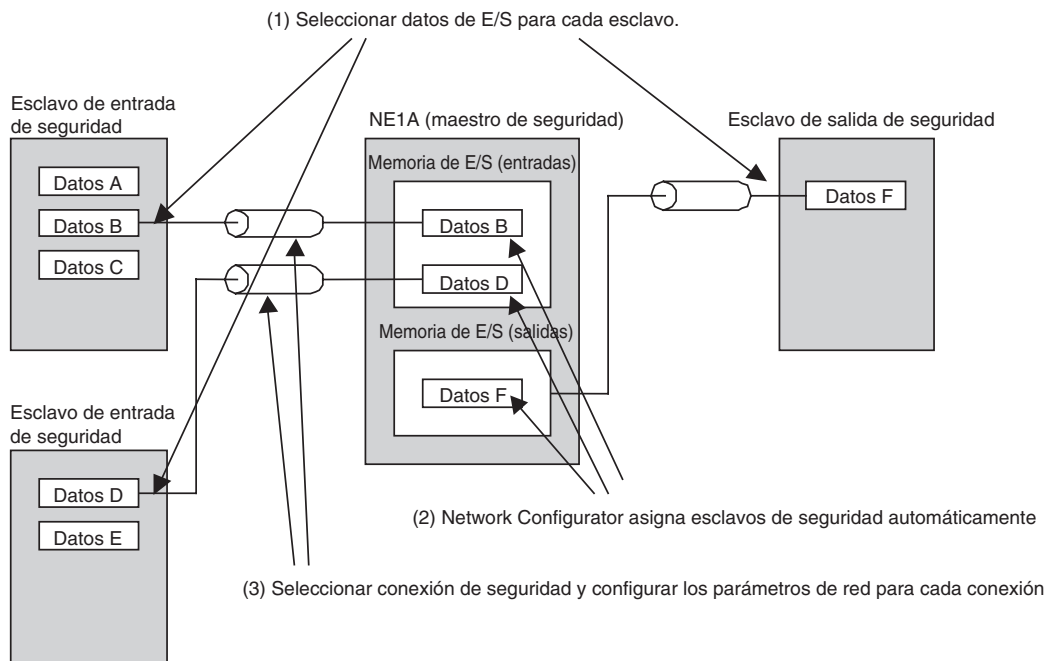 (1) Seleccionar datos de E/S para cada esclavo.
Esclavo de entrada
de seguridad
Datos A
Datos B
Datos C
NE1A (maestro de seguridad)
Memoria de E/S (entradas)
Datos B
Datos D
Memoria de E/S (salidas)
Datos F
Esclavo de salida de seguridad
Datos F
Esclavo de entrada
de seguridad
Datos D
Datos E
(2) Network Configurator asigna esclavos de seguridad automáticamente
(3) Seleccionar conexión de seguridad y configurar los parámetros de red para cada conexión